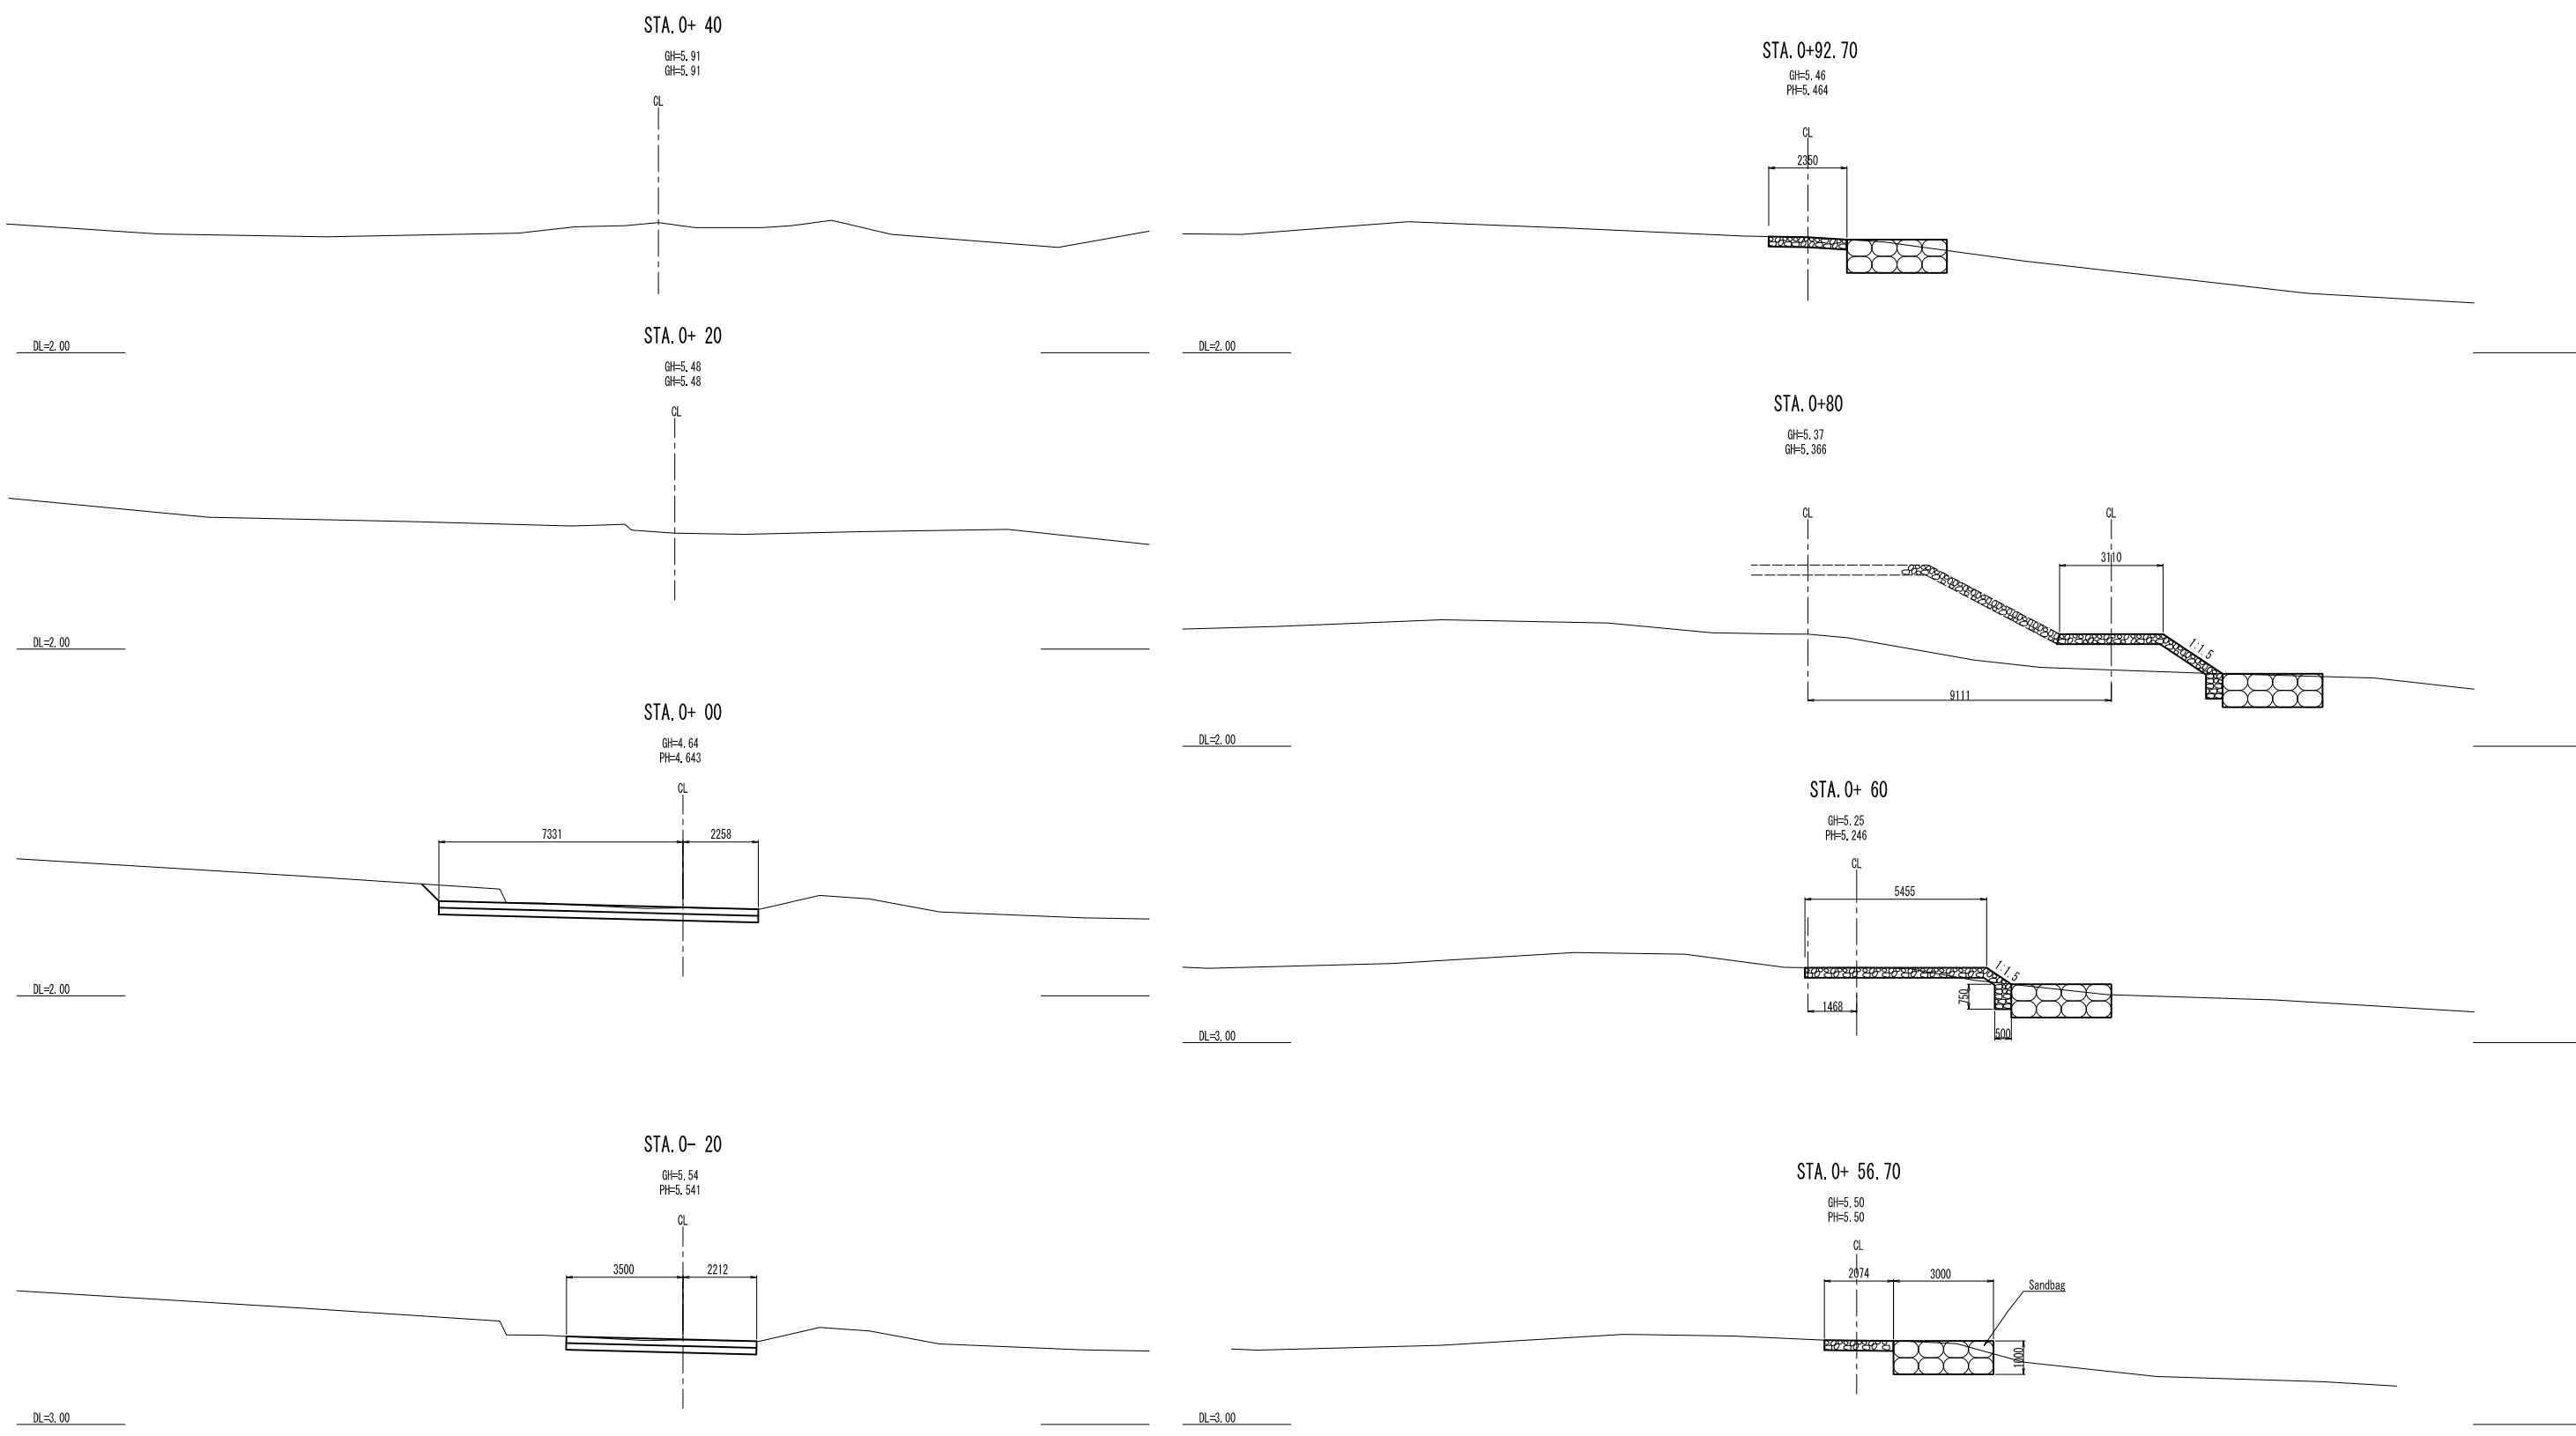 STA.0+ 40
GH=5.91
GH=5.91
CL
DL=2.00
STA.0+ 20
GH=5.48
GH=5.48
CL
DL=2.00
STA.0+ 00
GH=4.64
PH=4.643
CL
7331
2258
DL=2.00
STA.0- 20
GH=5.54
PH=5.541
CL
3500
2212
DL=3.00
STA.0+92.70
GH=5.46
PH=5.464
CL
2350
DL=2.00
STA.0+80
GH=5.37
GH=5.366
CL
CL
3110
1:1.5
9111
DL=2.00
STA.0+ 60
GH=5.25
PH=5.246
CL
5455
1:1.5
750
1468
500
DL=3.00
STA.0+ 56.70
GH=5.50
PH=5.50
CL
2074
3000
Sandbag
1000
DL=3.00